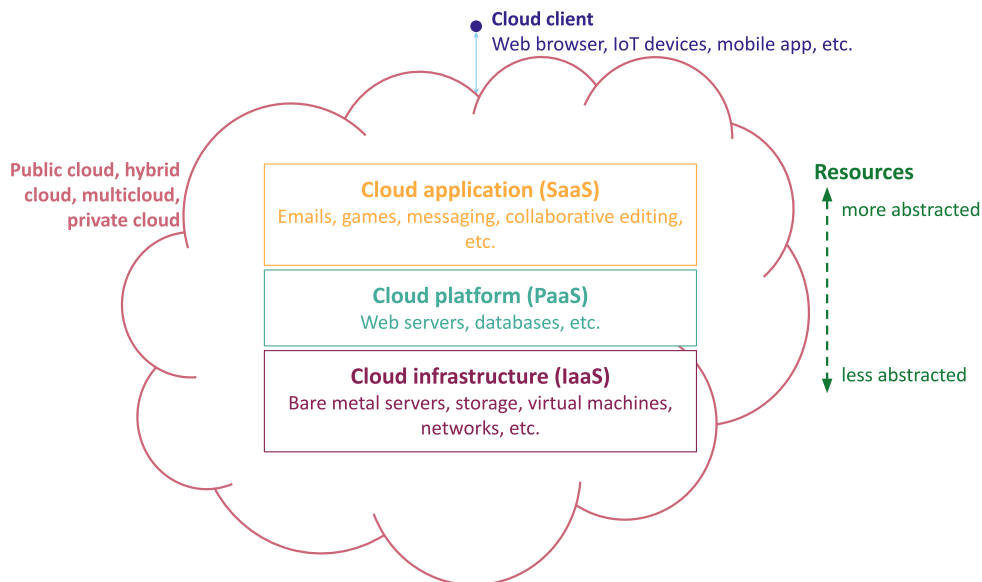 Cloud client
Web browser, IoT devices, mobile app, etc.
Public cloud, hybrid
cloud, multicloud,
private cloud
Cloud application (SaaS)
Emails, games, messaging, collaborative editing,
etc.
Cloud platform (PaaS)
Web servers, databases, etc.
Cloud infrastructure (IaaS)
Bare metal servers, storage, virtual machines,
networks, etc.
Resources
more abstracted
less abstracted